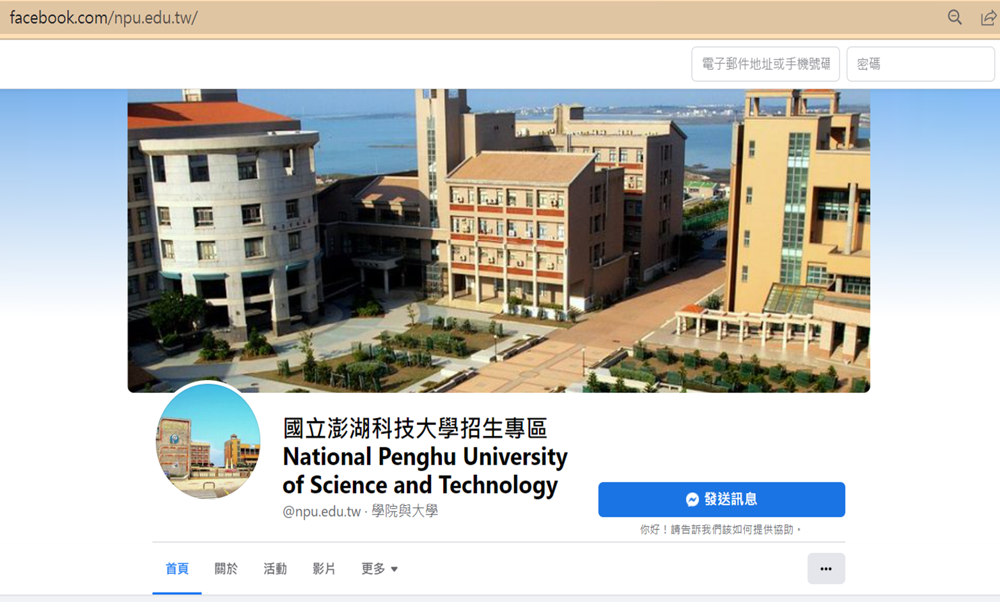 facebook.com/npu.edu.tw/
電子郵件地址或手機號碼 密碼
國立澎湖科技大學招生專區
National Penghu University
of Science and Technology
@npu.edu.tw · 學院與大學
發送訊息
你好！請告訴我們該如何提供協助。
首頁 關於 活動 影片 更多